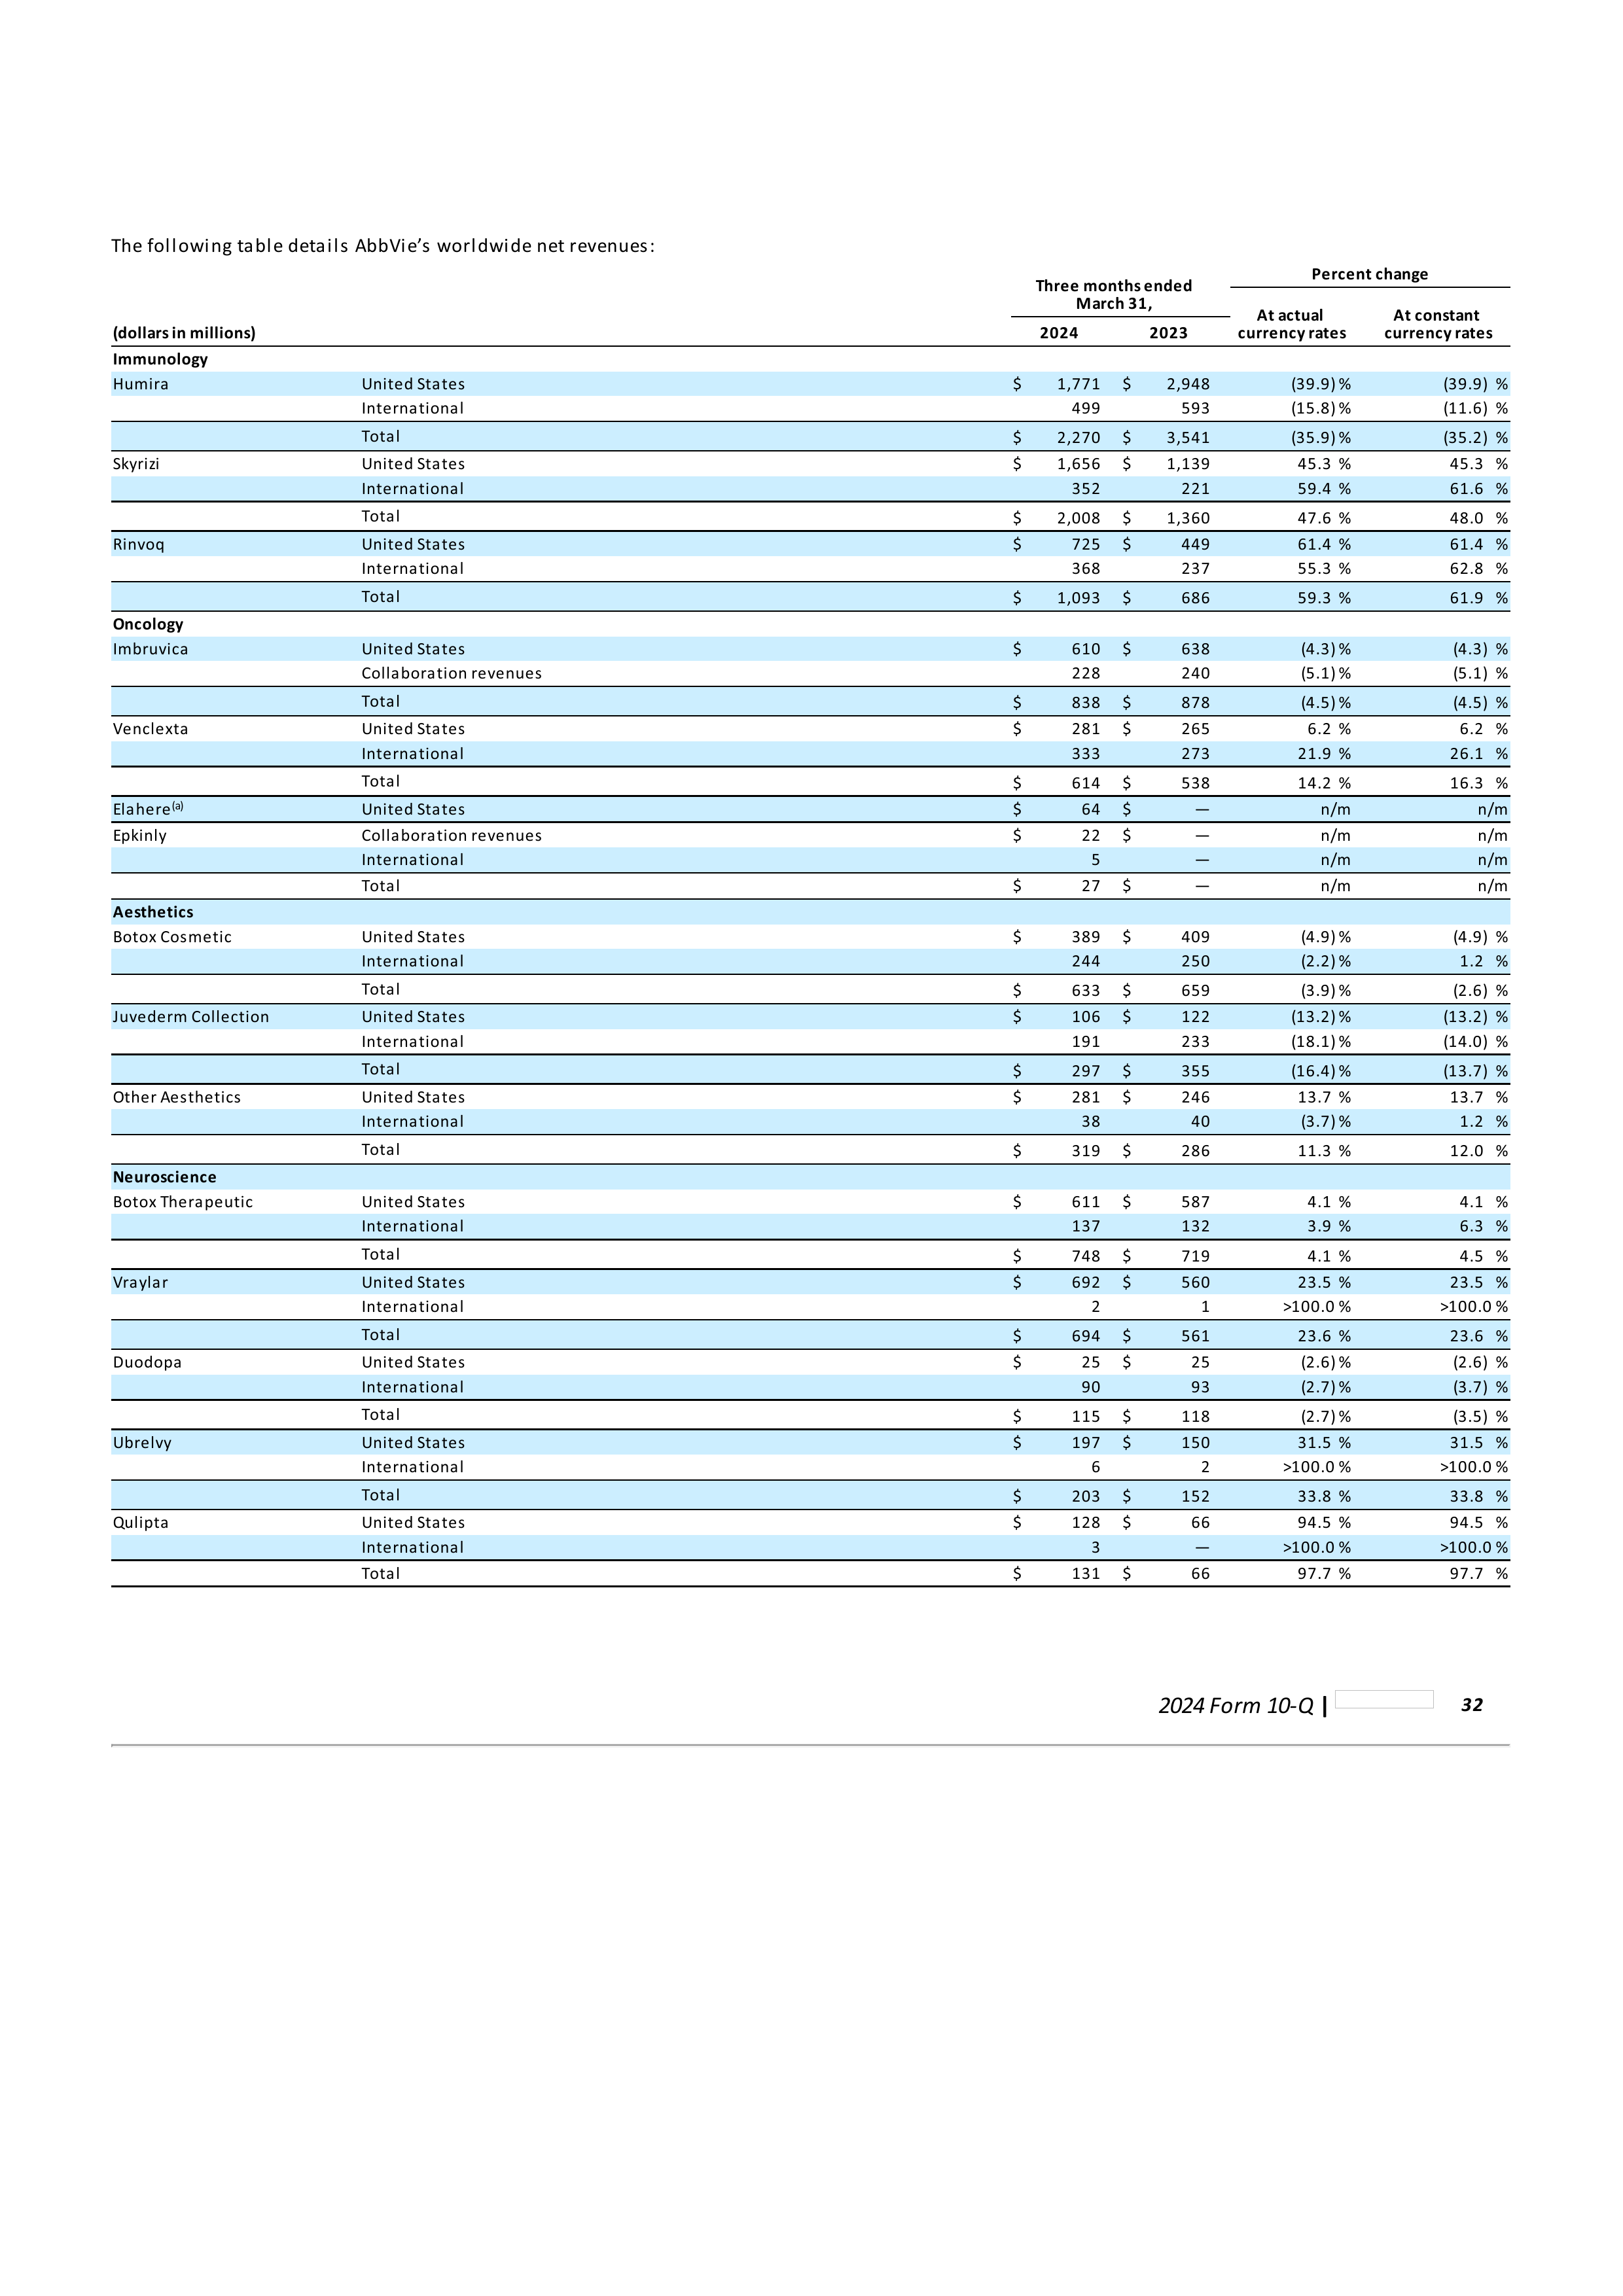 The following table details AbbVie’s worldwide net revenues:
Percent change
Three months ended
March 31,
At actual
currency rates
At constant
currency rates
(dollars in millions) 2024 2023
Immunology
Humira United States $ 1,771 $ 2,948 (39.9) % (39.9) %
International 499 593 (15.8) % (11.6) %
Total $ 2,270 $ 3,541 (35.9) % (35.2) %
Skyrizi United States $ 1,656 $ 1,139 45.3 % 45.3 %
International 352 221 59.4 % 61.6 %
Total $ 2,008 $ 1,360 47.6 % 48.0 %
Rinvoq United States $ 725 $ 449 61.4 % 61.4 %
International 368 237 55.3 % 62.8 %
Total $ 1,093 $ 686 59.3 % 61.9 %
Oncology
Imbruvica United States $ 610 $ 638 (4.3) % (4.3) %
Collaboration revenues 228 240 (5.1) % (5.1) %
Total $ 838 $ 878 (4.5) % (4.5) %
Venclexta United States $ 281 $ 265 6.2 % 6.2 %
International 333 273 21.9 % 26.1 %
Total $ 614 $ 538 14.2 % 16.3 %
Elahere(a) United States $ 64 $ — n/m n/m
Epkinly Collaboration revenues $ 22 $ — n/m n/m
International 5 — n/m n/m
Total $ 27 $ — n/m n/m
Aesthetics
Botox Cosmetic United States $ 389 $ 409 (4.9) % (4.9) %
International 244 250 (2.2) % 1.2 %
Total $ 633 $ 659 (3.9) % (2.6) %
Juvederm Collection United States $ 106 $ 122 (13.2) % (13.2) %
International 191 233 (18.1) % (14.0) %
Total $ 297 $ 355 (16.4) % (13.7) %
Other Aesthetics United States $ 281 $ 246 13.7 % 13.7 %
International 38 40 (3.7) % 1.2 %
Total $ 319 $ 286 11.3 % 12.0 %
Neuroscience
Botox Therapeutic United States $ 611 $ 587 4.1 % 4.1 %
International 137 132 3.9 % 6.3 %
Total $ 748 $ 719 4.1 % 4.5 %
Vraylar United States $ 692 $ 560 23.5 % 23.5 %
International 2 1 >100.0 % >100.0 %
Total $ 694 $ 561 23.6 % 23.6 %
Duodopa United States $ 25 $ 25 (2.6) % (2.6) %
International 90 93 (2.7) % (3.7) %
Total $ 115 $ 118 (2.7) % (3.5) %
Ubrelvy United States $ 197 $ 150 31.5 % 31.5 %
International 6 2 >100.0 % >100.0 %
Total $ 203 $ 152 33.8 % 33.8 %
Qulipta United States $ 128 $ 66 94.5 % 94.5 %
International 3 — >100.0 % >100.0 %
Total $ 131 $ 66 97.7 % 97.7 %
2024 Form 10-Q | 32